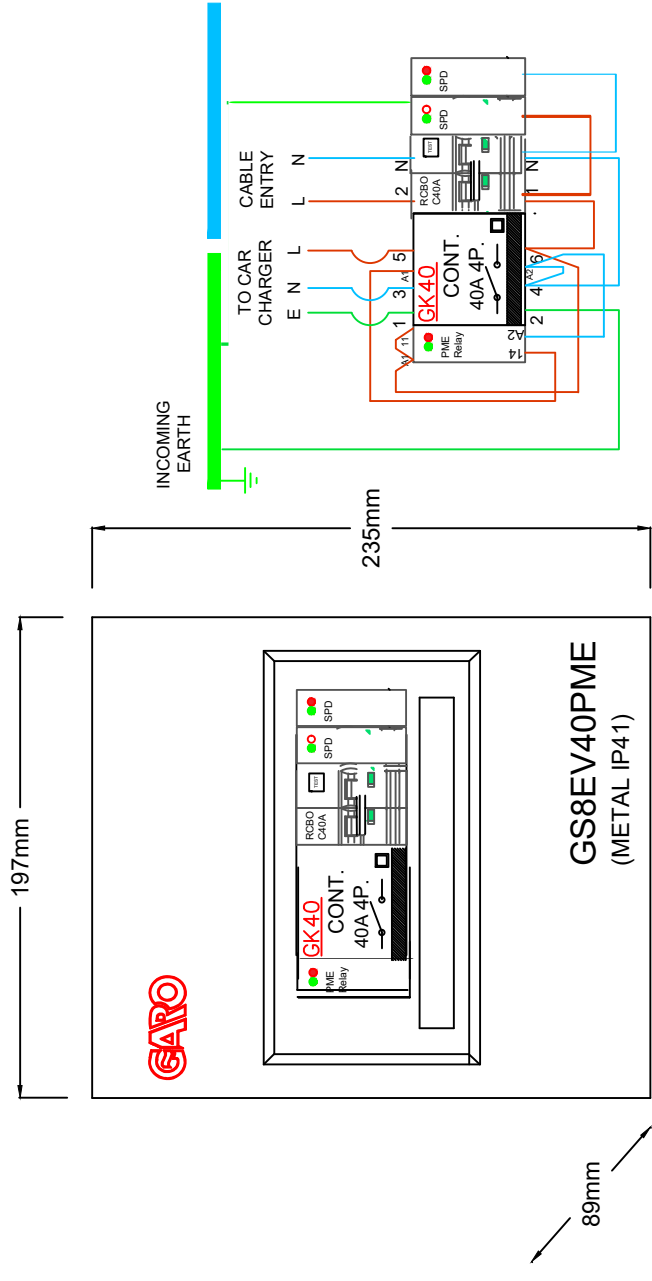 GARO
197mm
235mm
89mm
PME
Relay
GK40
CONT.
40A 4P.
RCBO
C40A
TEST
SPD
SPD
GS8EV40PME
(METAL IP41)
INCOMING
EARTH
TO CAR
CHARGER
CABLE
ENTRY
E N L L N
A1 11 1 3 A1 5 2 N
PME
Relay
GK40
CONT.
40A 4P.
RCBO
C40A
TEST
SPD
SPD
14 A2 2 4 A2 6 1 N